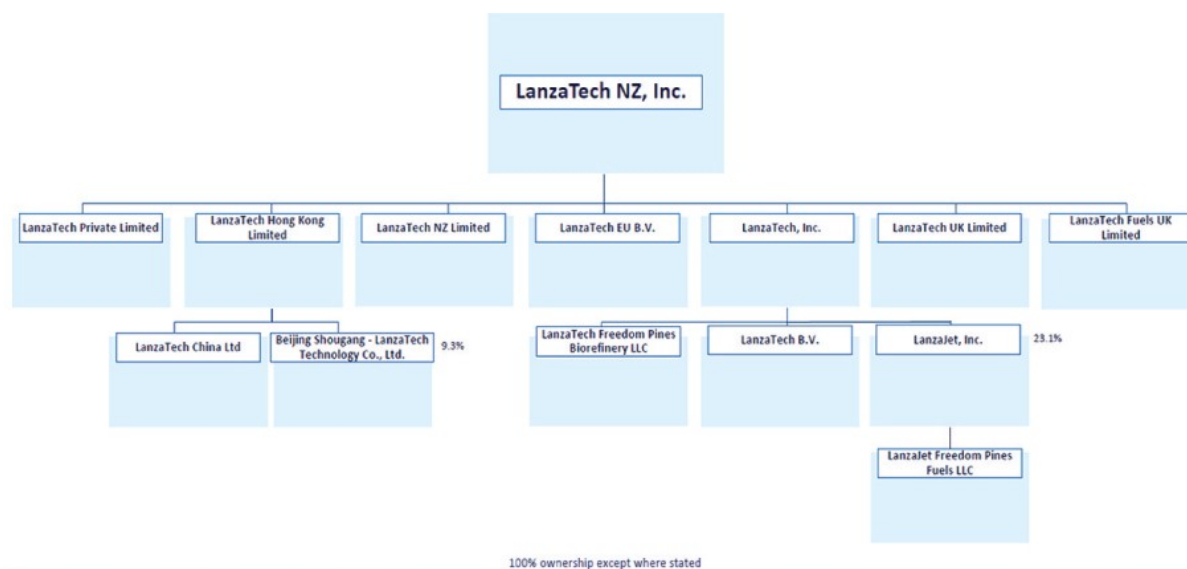 LanzaTech NZ, Inc.
LanzaTech Private Limited
LanzaTech Hong Kong
Limited
LanzaTech NZ Limited
LanzaTech EU B.V.
LanzaTech, Inc.
LanzaTech UK Limited
LanzaTech Fuels UK
Limited
LanzaTech China Ltd
Beijing Shougang - LanzaTech
Technology Co., Ltd.
9.3%
LanzaTech Freedom Pines
Biorefinery LLC
LanzaTech B.V.
LanzaJet, Inc.
23.1%
LanzaJet Freedom Pines
Fuels LLC
100% ownership except where stated